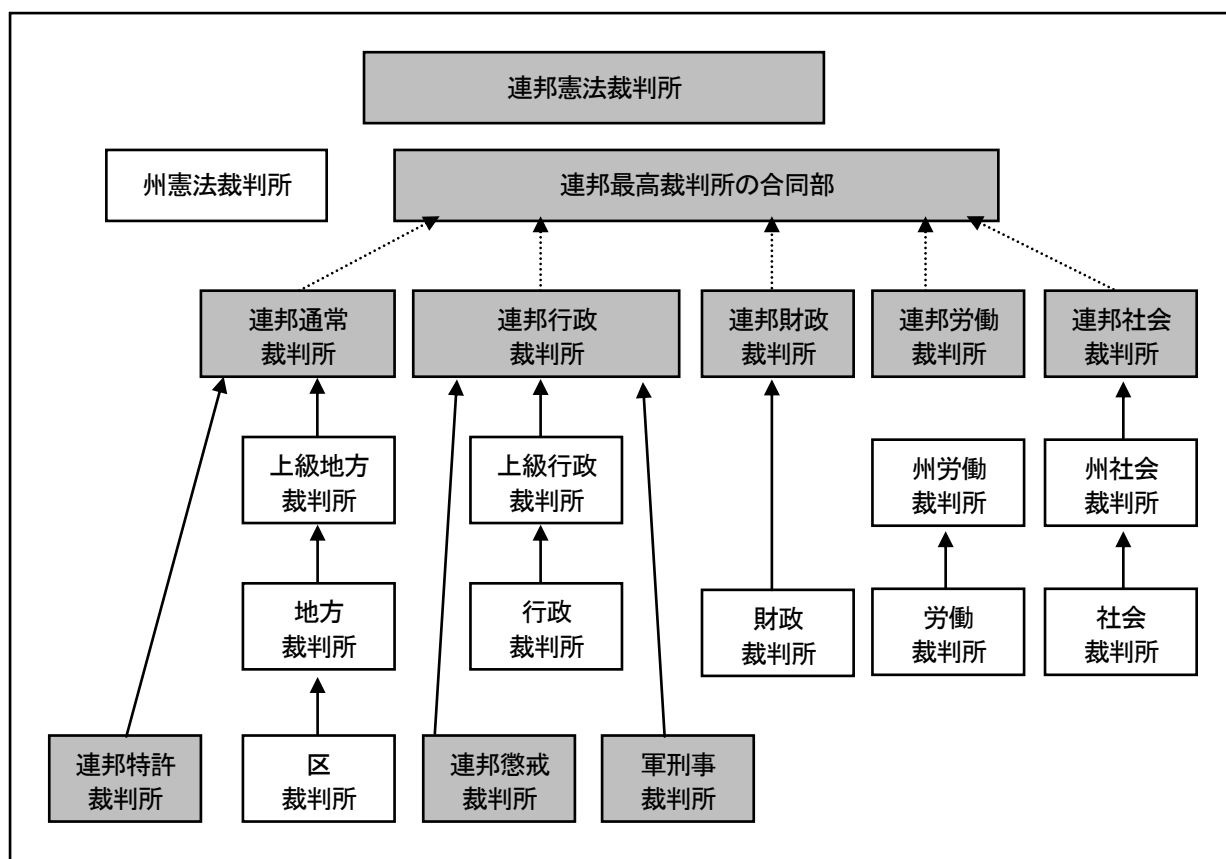 連邦憲法裁判所
州憲法裁判所
連邦最高裁判所の合同部
連邦通常
裁判所
連邦行政
裁判所
連邦財政
裁判所
連邦労働
裁判所
連邦社会
裁判所
上級地方
裁判所
上級行政
裁判所
州労働
裁判所
州社会
裁判所
地方
裁判所
行政
裁判所
財政
裁判所
労働
裁判所
社会
裁判所
連邦特許
裁判所
区
裁判所
連邦懲戒
裁判所
軍刑事
裁判所